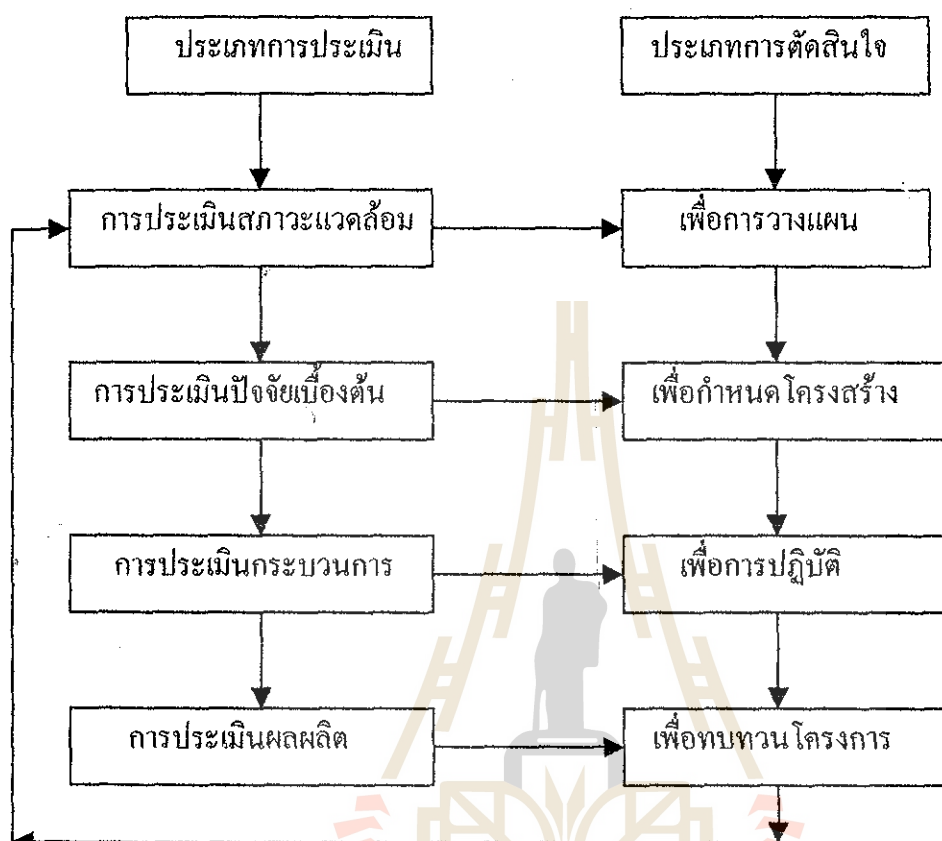 ประเภทการประเมิน
ประเภทการตัดสินใจ
การประเมินสภาวะแวดล้อม
เพื่อการวางแผน
การประเมินปัจจัยเบื้องต้น
เพื่อกำหนดโครงสร้าง
การประเมินกระบวนการ
เพื่อการปฏิบัติ
การประเมินผลผลิต
เพื่อทบทวนโครงการ